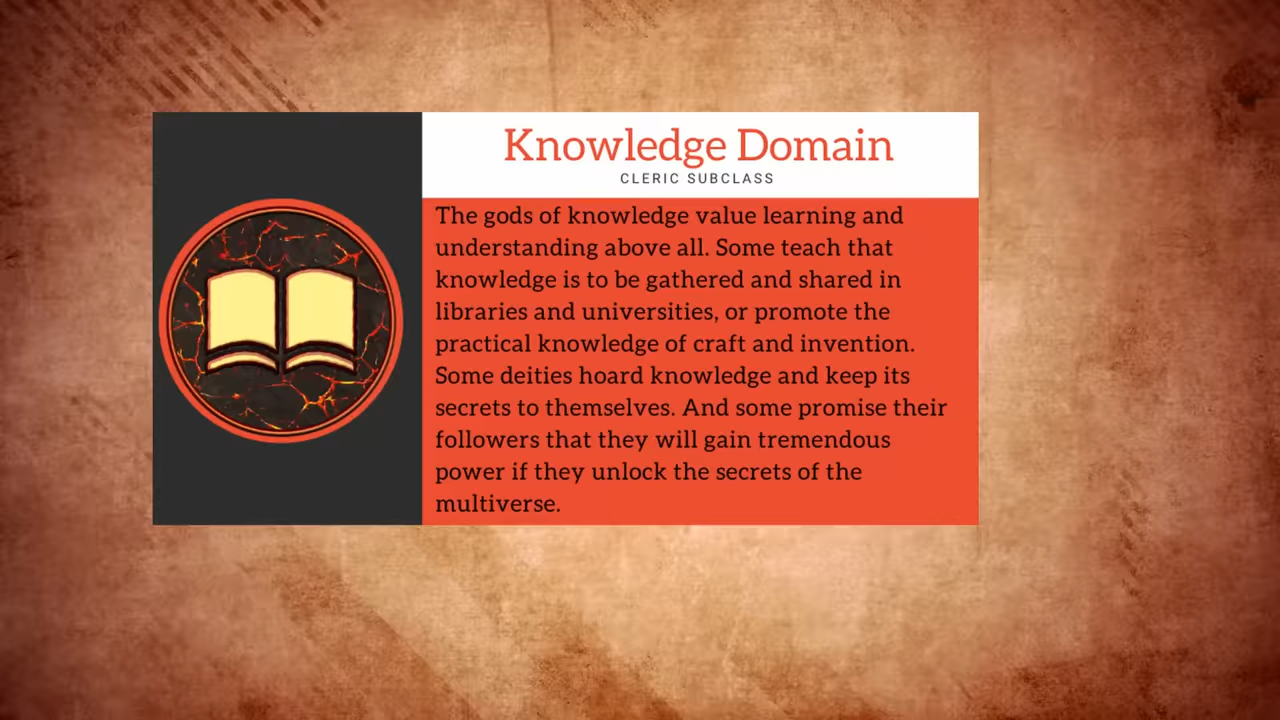 Knowledge Domain
CLERIC SUBCLASS
The gods of knowledge value learning and
understanding above all. Some teach that
knowledge is to be gathered and shared in
libraries and universities, or promote the
practical knowledge of craft and invention.
Some deities hoard knowledge and keep its
secrets to themselves. And some promise their
followers that they will gain tremendous
power if they unlock the secrets of the
multiverse.